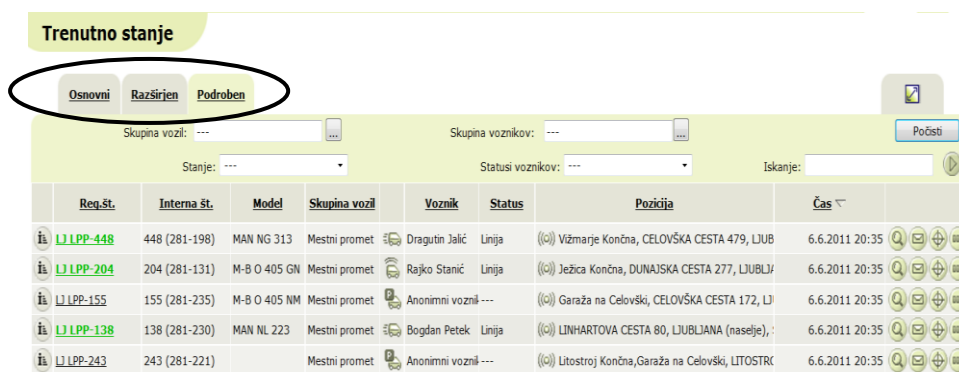 Trenutno stanje
Osnovni Razširjen Podroben
Skupina vozil: --- ... Skupina voznikov: --- ... Počisti
Stanje: --- Statusi voznikov: --- Iskanje:
Reg.št. Interna št. Model Skupina vozil Voznik Status Pozicija Čas
LJ LPP-448 448 (281-198) MAN NG 313 Mestni promet Dragutin Jalić Linija ((o)) Vižmarje Končna, CELOVŠKA CESTA 479, LJUB 6.6.2011 20:35
LJ LPP-204 204 (281-131) M-B O 405 GN Mestni promet Rajko Stanić Linija ((o)) Ježica Končna, DUNAJSKA CESTA 277, LJUBLJA 6.6.2011 20:35
LJ LPP-155 155 (281-235) M-B O 405 NM Mestni promet P Anonimni voznik --- ((o)) Garaža na Celovški, CELOVŠKA CESTA 172, LJ 6.6.2011 20:35
LJ LPP-138 138 (281-230) MAN NL 223 Mestni promet Bogdan Petek Linija ((o)) LINHARTOVA CESTA 80, LJUBLJANA (naselje), 6.6.2011 20:35
LJ LPP-243 243 (281-221) Mestni promet P Anonimni voznik --- ((o)) Litostroj Končna,Garaža na Celovški, LITOSTRO 6.6.2011 20:35